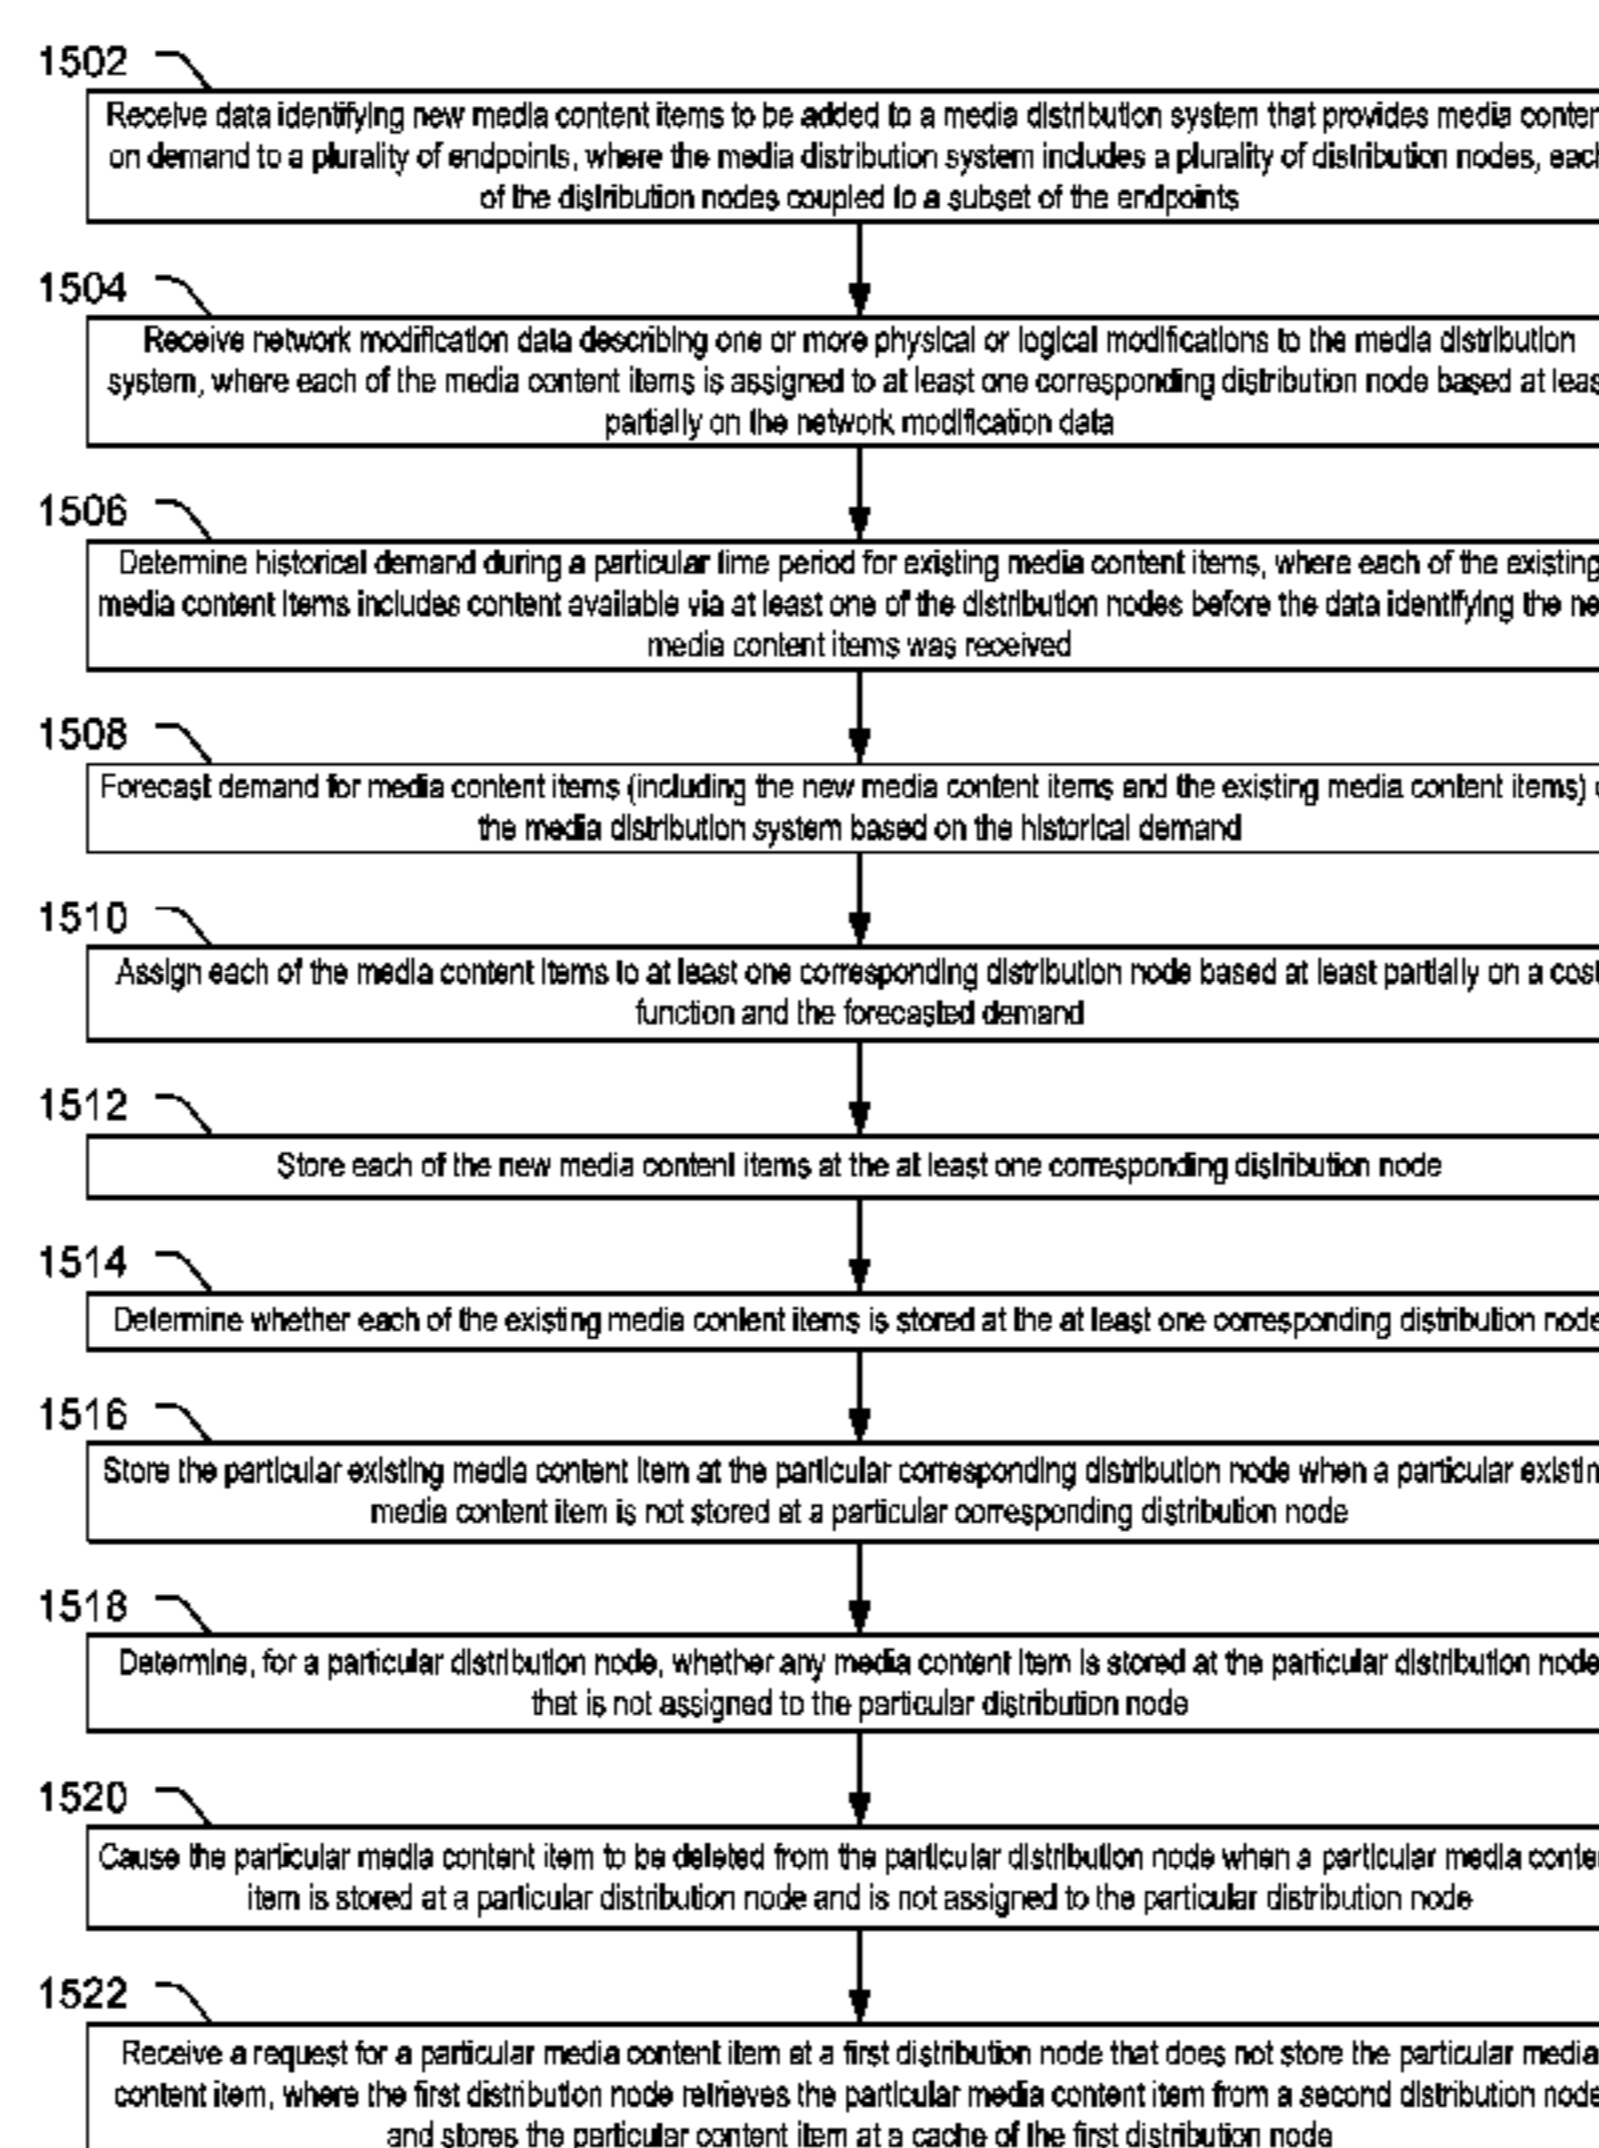 1502
Receive data identifying new media content items to be added to a media distribution system that provides media
on demand to a plurality of endpoints, where the media distribution system includes a plurality of distribution nodes, each
of the distribution nodes coupled to a subset of the endpoints
1504
Receive network modification data describing one or more physical or logical modifications to the media distribution
system, where each of the media content items is assigned to at least one corresponding distribution node based at
partially on the network modification data
1506
Determine historical demand during a particular time period for existing media content items, where each of the existing
media content items includes content available via at least one of the distribution nodes before the data identifying the
media content items was received
1508
Forecast demand for media content items (including the new media content items and the existing media content items)
the media distribution system based on the historical demand
1510
Assign each of the media content items to at least one corresponding distribution node based at least partially on a cost
function and the forecasted demand
1512
Store each of the new media content items at the at least one corresponding distribution node
1514
Determine whether each of the existing media content items is stored at the at least one corresponding distribution node
1516
Store the particular existing media content item at the particular corresponding distribution node when a particular
media content item is not stored at a particular corresponding distribution node
1518
Determine, for a particular distribution node, whether any media content item is stored at the particular distribution node
that is not assigned to the particular distribution node
1520
Cause the particular media content item to be deleted from the particular distribution node when a particular media
item is stored at a particular distribution node and is not assigned to the particular distribution node
1522
Receive a request for a particular media content item at a first distribution node that does not store the particular media
content item, where the first distribution node retrieves the particular media content item from a second distribution node
and stores the particular content item at a cache of the first distribution node